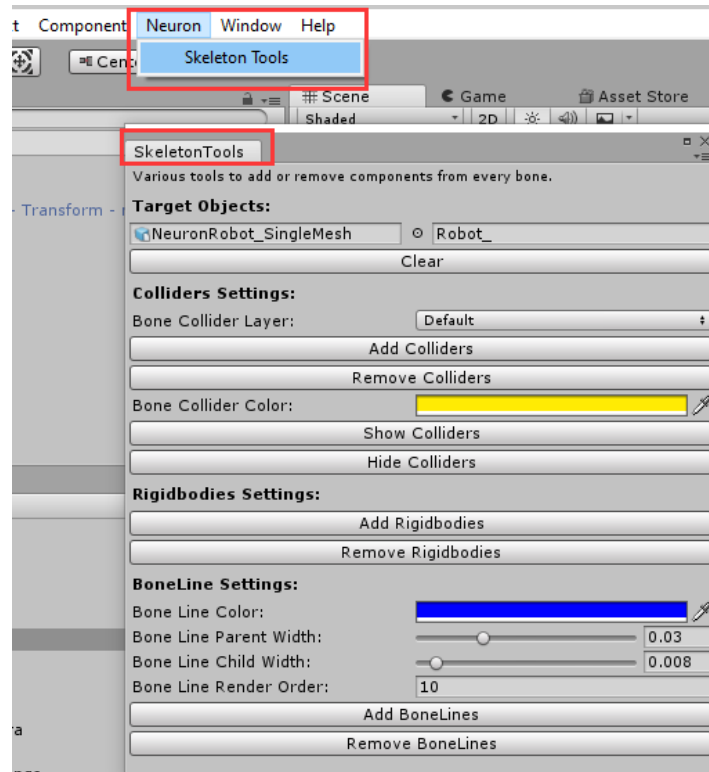 t Component Neuron Window Help
Cente
Skeleton Tools
# Scene Game Asset Store
Shaded 2D
SkeletonTools
Various tools to add or remove components from every bone.
- Transform -
Target Objects:
NeuronRobot_SingleMesh Robot_
Clear
Colliders Settings:
Bone Collider Layer: Default
Add Colliders
Remove Colliders
Bone Collider Color:
Show Colliders
Hide Colliders
Rigidbodies Settings:
Add Rigidbodies
Remove Rigidbodies
BoneLine Settings:
Bone Line Color:
Bone Line Parent Width: 0.03
Bone Line Child Width: 0.008
Bone Line Render Order: 10
Add BoneLines
ra
Remove BoneLines